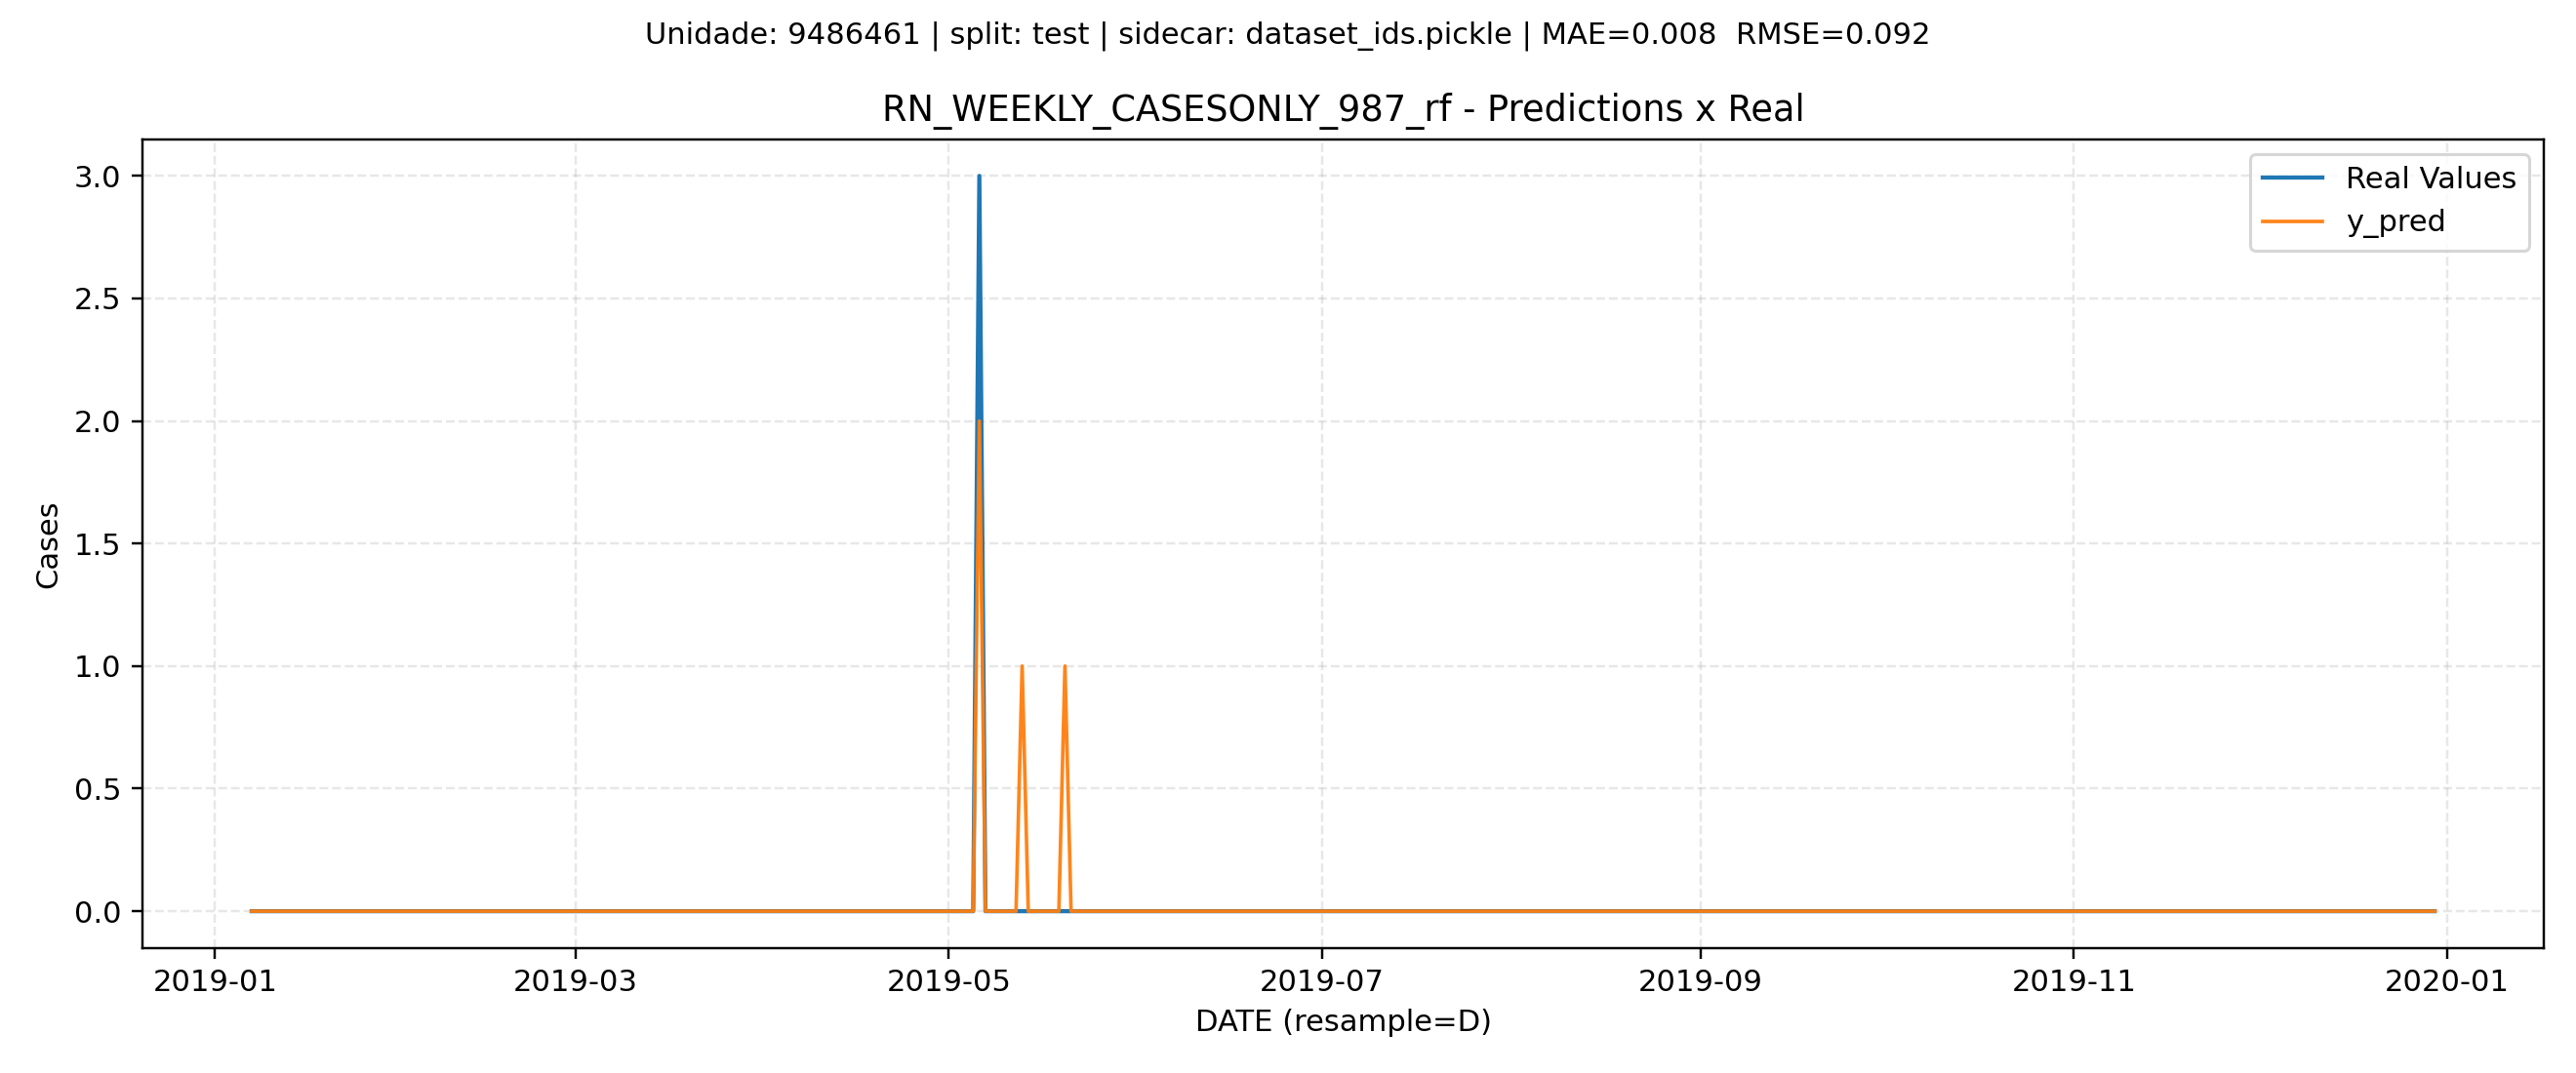 Unidade: 9486461 | split: test | sidecar: dataset_ids.pickle | MAE=0.008  RMSE=0.092
RN_WEEKLY_CASESONLY_987_rf - Predictions x Real
Real Values
y_pred
Cases
3.0
2.5
2.0
1.5
1.0
0.5
0.0
2019-01
2019-03
2019-05
2019-07
2019-09
2019-11
2020-01
DATE (resample=D)